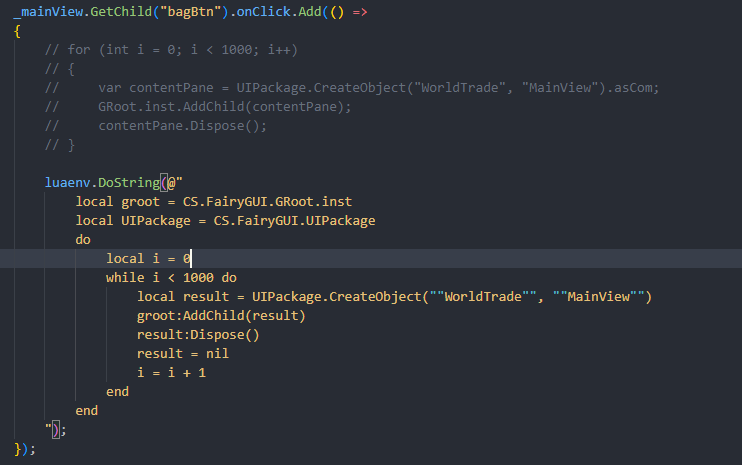 _mainView.GetChild("bagBtn").onClick.Add(() =>
{
// for (int i = 0; i < 1000; i++)
// {
//     var contentPane = UIPackage.CreateObject("WorldTrade", "MainView").asCom;
//     GRoot.inst.AddChild(contentPane);
//     contentPane.Dispose();
// }
luaenv.DoString(@"
local groot = CS.FairyGUI.GRoot.inst
local UIPackage = CS.FairyGUI.UIPackage
do
local i = 0
while i < 1000 do
local result = UIPackage.CreateObject(""WorldTrade"", ""MainView"")
groot:AddChild(result)
result:Dispose()
result = nil
i = i + 1
end
end
");
});